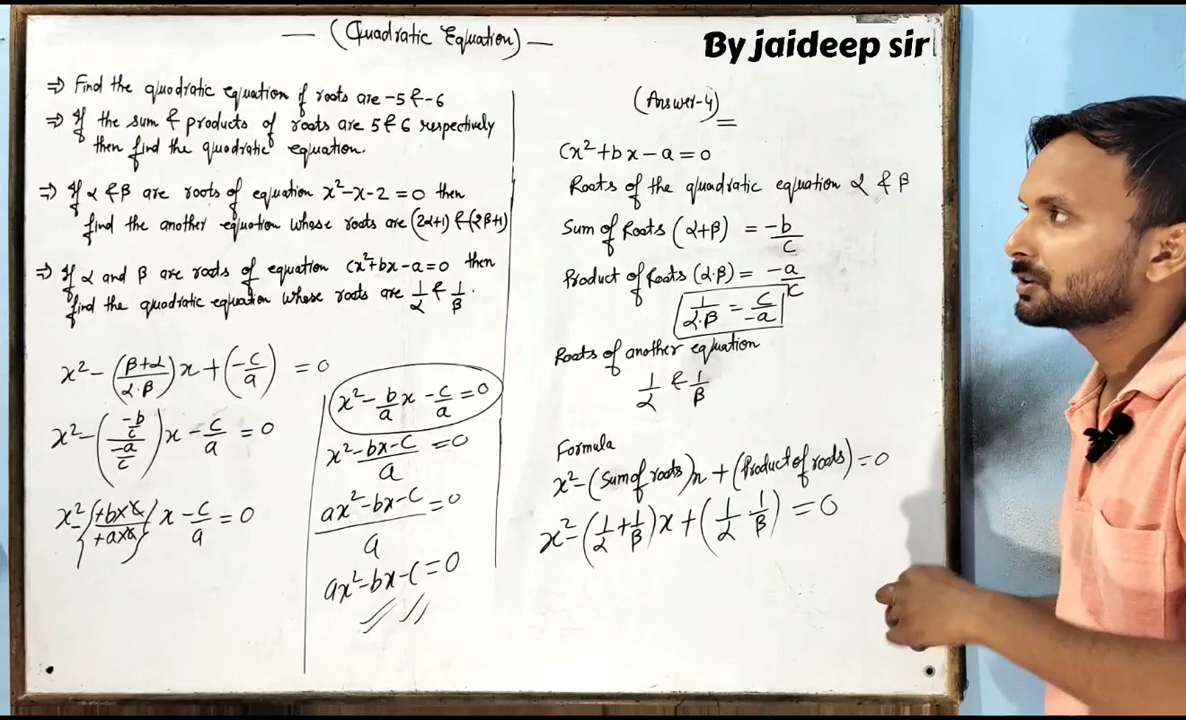 — (Quadratic Equation) —
By jaideep sir
⇒ Find the quadratic equation if roots are -5 & -6
⇒ If the sum & products of roots are 5 & 6 respectively
then find the quadratic equation.
⇒ If α & β are roots of equation x²-x-2=0 then
find the another equation whose roots are (2α+1) & (2β+1)
⇒ If α and β are roots of equation Cx²+bx-a=0 then
find the quadratic equation whose roots are 1/α & 1/β.
x² - ((β+α)/(α·β))x + (-c/a) = 0
x² - ((-b/c)/(-a/c))x - c/a = 0
x² - {(+b×c)/(+a×c)}x - c/a = 0
x² - (b/a)x - c/a = 0
(x²-bx-c)/a = 0
(ax²-bx-c)/a = 0
ax²-bx-c=0
(Answer-4)
Cx²+bx-a=0
Roots of the quadratic equation α & β
Sum of Roots (α+β) = -b/c
Product of Roots (α·β) = -a/c
1/(α·β) = c/-a
Roots of another equation
1/α & 1/β
Formula
x²-(Sum of roots)x + (Product of roots)=0
x²-(1/α + 1/β)x + (1/α · 1/β) = 0